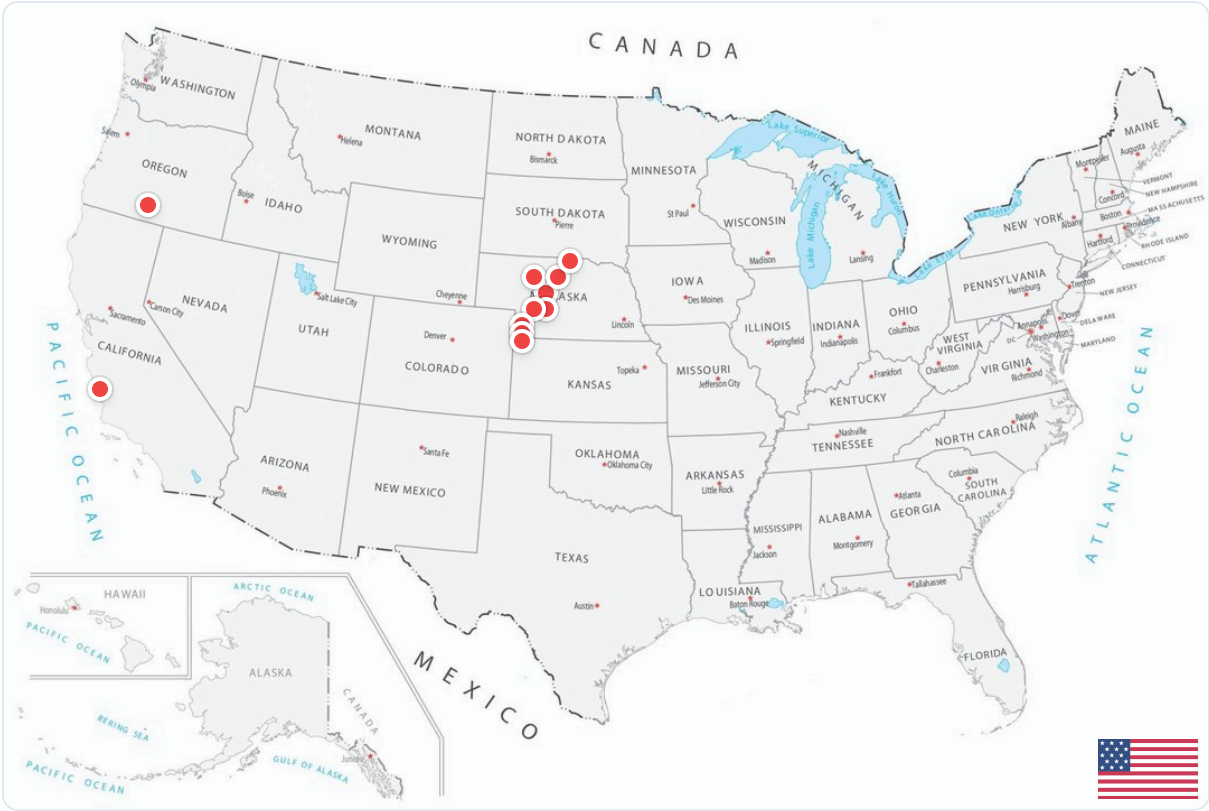 CANADA
WASHINGTON
Olympia
MONTANA
Helena
NORTH DAKOTA
Bismarck
MINNESOTA
St Paul
Lake Superior
MICHIGAN
Lake Huron
Lake Michigan
Lansing
MAINE
Augusta
Montpelier
VERMONT
NEW HAMPSHIRE
Concord
MASSACHUSETTS
Boston
Providence
RHODE ISLAND
Hartford
CONNECTICUT
Salem
OREGON
Boise
IDAHO
SOUTH DAKOTA
Pierre
WISCONSIN
Madison
Lake Ontario
NEW YORK
Albany
Lake Erie
WYOMING
Cheyenne
IOWA
Des Moines
PENNSYLVANIA
Harrisburg
Trenton
NEW JERSEY
Sacramento
Carson City
NEVADA
Salt Lake City
UTAH
Denver
COLORADO
ASKA
Lincoln
ILLINOIS
Springfield
INDIANA
Indianapolis
OHIO
Columbus
WEST
VIRGINIA
Charleston
Annapolis
DC
Washington
Dover
DELAWARE
MARYLAND
VIRGINIA
Richmond
CALIFORNIA
KANSAS
Topeka
MISSOURI
Jefferson City
Frankfort
KENTUCKY
PACIFIC OCEAN
ARIZONA
Phoenix
Santa Fe
NEW MEXICO
OKLAHOMA
Oklahoma City
ARKANSAS
Little Rock
Nashville
TENNESSEE
Raleigh
NORTH CAROLINA
Columbia
SOUTH
CAROLINA
ATLANTIC OCEAN
TEXAS
Austin
MISSISSIPPI
Jackson
ALABAMA
Montgomery
Atlanta
GEORGIA
LOUISIANA
Baton Rouge
Tallahassee
FLORIDA
MEXICO
HAWAII
Honolulu
PACIFIC OCEAN
ARCTIC OCEAN
ALASKA
CANADA
Juneau
BERING SEA
GULF OF ALASKA
PACIFIC OCEAN